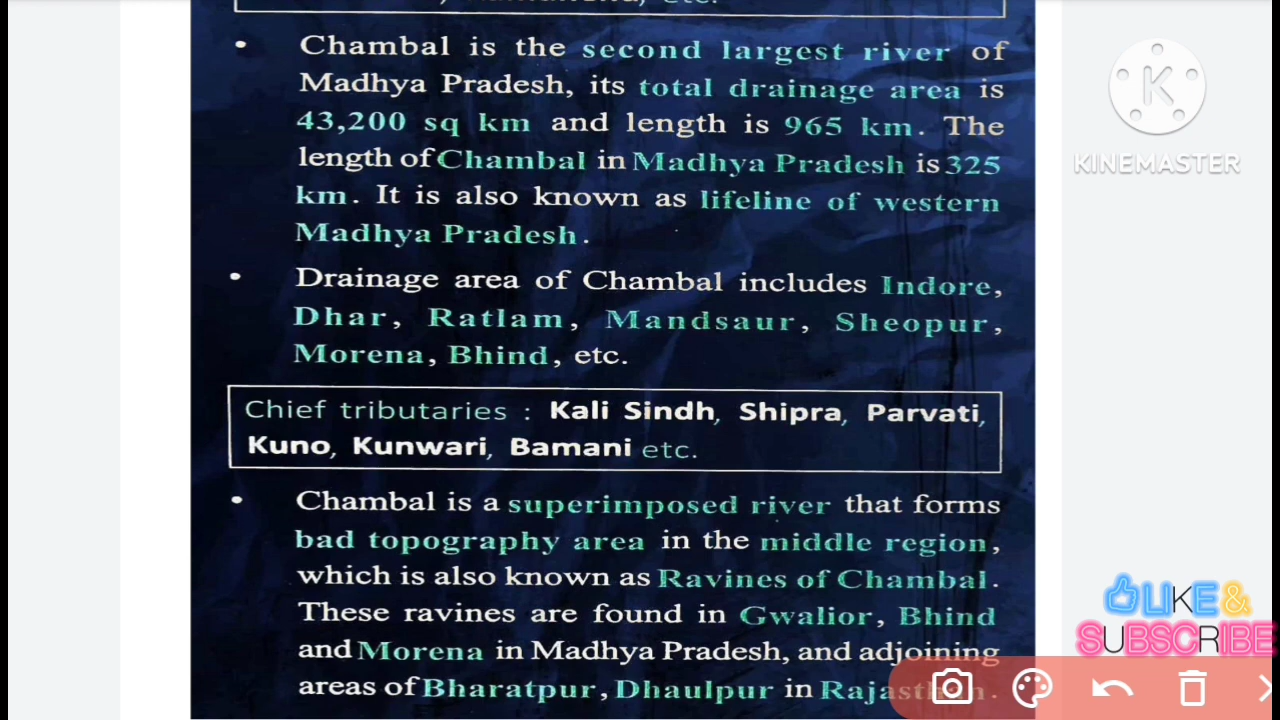 etc.
Chambal is the second largest river of
Madhya Pradesh, its total drainage area is
43,200 sq km and length is 965 km. The
length of Chambal in Madhya Pradesh is 325
km. It is also known as lifeline of western
Madhya Pradesh.
Drainage area of Chambal includes Indore,
Dhar, Ratlam, Mandsaur, Sheopur,
Morena, Bhind, etc.
Chief tributaries : Kali Sindh, Shipra, Parvati,
Kuno, Kunwari, Bamani etc.
Chambal is a superimposed river that forms
bad topography area in the middle region,
which is also known as Ravines of Chambal.
These ravines are found in Gwalior, Bhind
and Morena in Madhya Pradesh, and adjoining
areas of Bharatpur, Dhaulpur in Rajasthan.
K
KINEMASTER
LIKE &
SUBSCRIBE